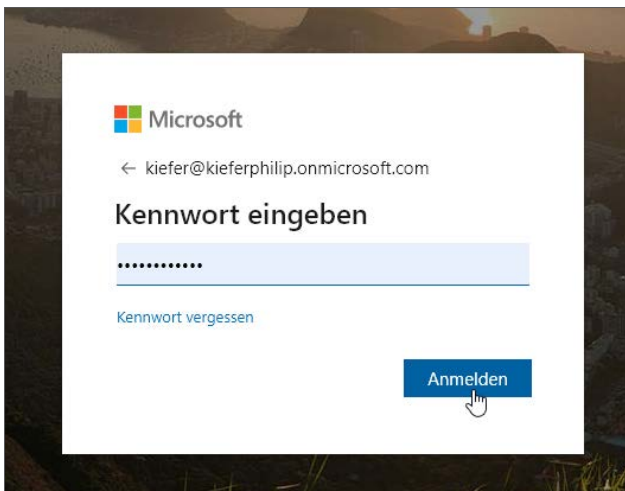 Microsoft
← kiefer@kieferphilip.onmicrosoft.com
Kennwort eingeben
••••••••••••
Kennwort vergessen
Anmelden